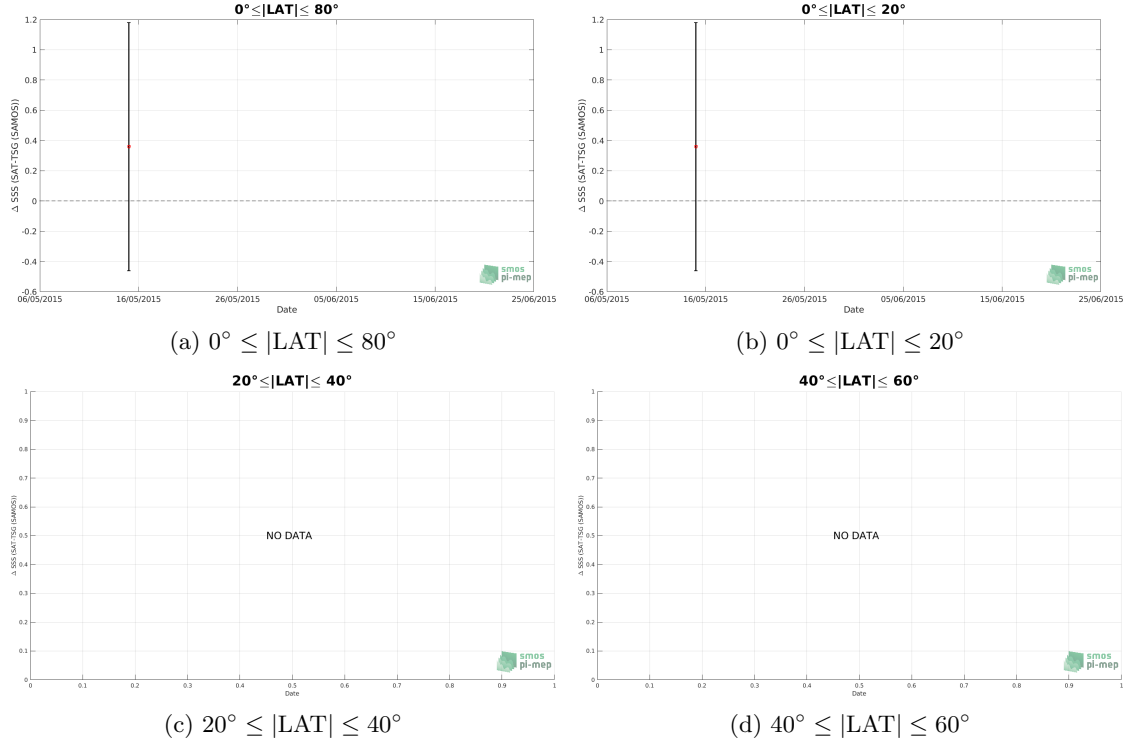 0°≤|LAT|≤ 80°
1.2
1
0.8
0.6
0.4
0.2
0
-0.2
-0.4
-0.6
Δ SSS (SAT-TSG (SAMOS))
06/05/2015 16/05/2015 26/05/2015 05/06/2015 15/06/2015 25/06/2015
Date
smos
pi-mep
(a) 0° ≤ |LAT| ≤ 80°
0°≤|LAT|≤ 20°
1.2
1
0.8
0.6
0.4
0.2
0
-0.2
-0.4
-0.6
Δ SSS (SAT-TSG (SAMOS))
06/05/2015 16/05/2015 26/05/2015 05/06/2015 15/06/2015 25/06/2015
Date
smos
pi-mep
(b) 0° ≤ |LAT| ≤ 20°
20°≤|LAT|≤ 40°
1
0.9
0.8
0.7
0.6
0.5
0.4
0.3
0.2
0.1
0
Δ SSS (SAT-TSG (SAMOS))
NO DATA
0 0.1 0.2 0.3 0.4 0.5 0.6 0.7 0.8 0.9 1
Date
smos
pi-mep
(c) 20° ≤ |LAT| ≤ 40°
40°≤|LAT|≤ 60°
1
0.9
0.8
0.7
0.6
0.5
0.4
0.3
0.2
0.1
0
Δ SSS (SAT-TSG (SAMOS))
NO DATA
0 0.1 0.2 0.3 0.4 0.5 0.6 0.7 0.8 0.9 1
Date
smos
pi-mep
(d) 40° ≤ |LAT| ≤ 60°